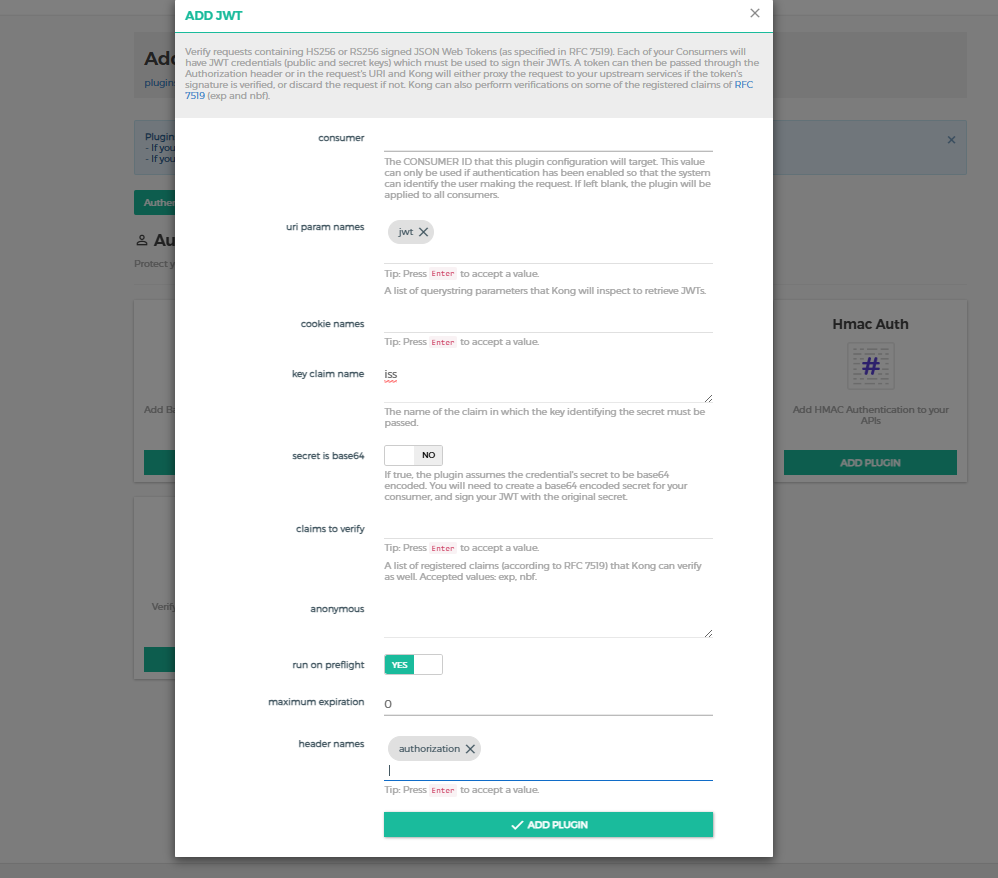 ADD JWT
Verify requests containing HS256 or RS256 signed JSON Web Tokens (as specified in RFC 7519). Each of your Consumers will
have JWT credentials (public and secret keys) which must be used to sign their JWTs. A token can then be passed through the
Authorization header or in the request's URI and Kong will either proxy the request to your upstream services if the token's
signature is verified, or discard the request if not. Kong can also perform verifications on some of the registered claims of RFC
7519 (exp and nbf).
Add
plugin
Plugin
- If you
- If you
Authen
Au
Protect y
Add Ba
Verify
consumer
The CONSUMER ID that this plugin configuration will target. This value
can only be used if authentication has been enabled so that the system
can identify the user making the request. If left blank, the plugin will be
applied to all consumers.
uri param names
jwt
Tip: Press Enter to accept a value.
A list of querystring parameters that Kong will inspect to retrieve JWTs.
cookie names
Tip: Press Enter to accept a value.
key claim name
iss
The name of the claim in which the key identifying the secret must be
passed.
secret is base64
NO
If true, the plugin assumes the credential's secret to be base64
encoded. You will need to create a base64 encoded secret for your
consumer, and sign your JWT with the original secret.
claims to verify
Tip: Press Enter to accept a value.
A list of registered claims (according to RFC 7519) that Kong can verify
as well. Accepted values: exp, nbf.
anonymous
run on preflight
YES
maximum expiration
0
header names
authorization
Tip: Press Enter to accept a value.
ADD PLUGIN
Hmac Auth
#
Add HMAC Authentication to your
APIs
ADD PLUGIN